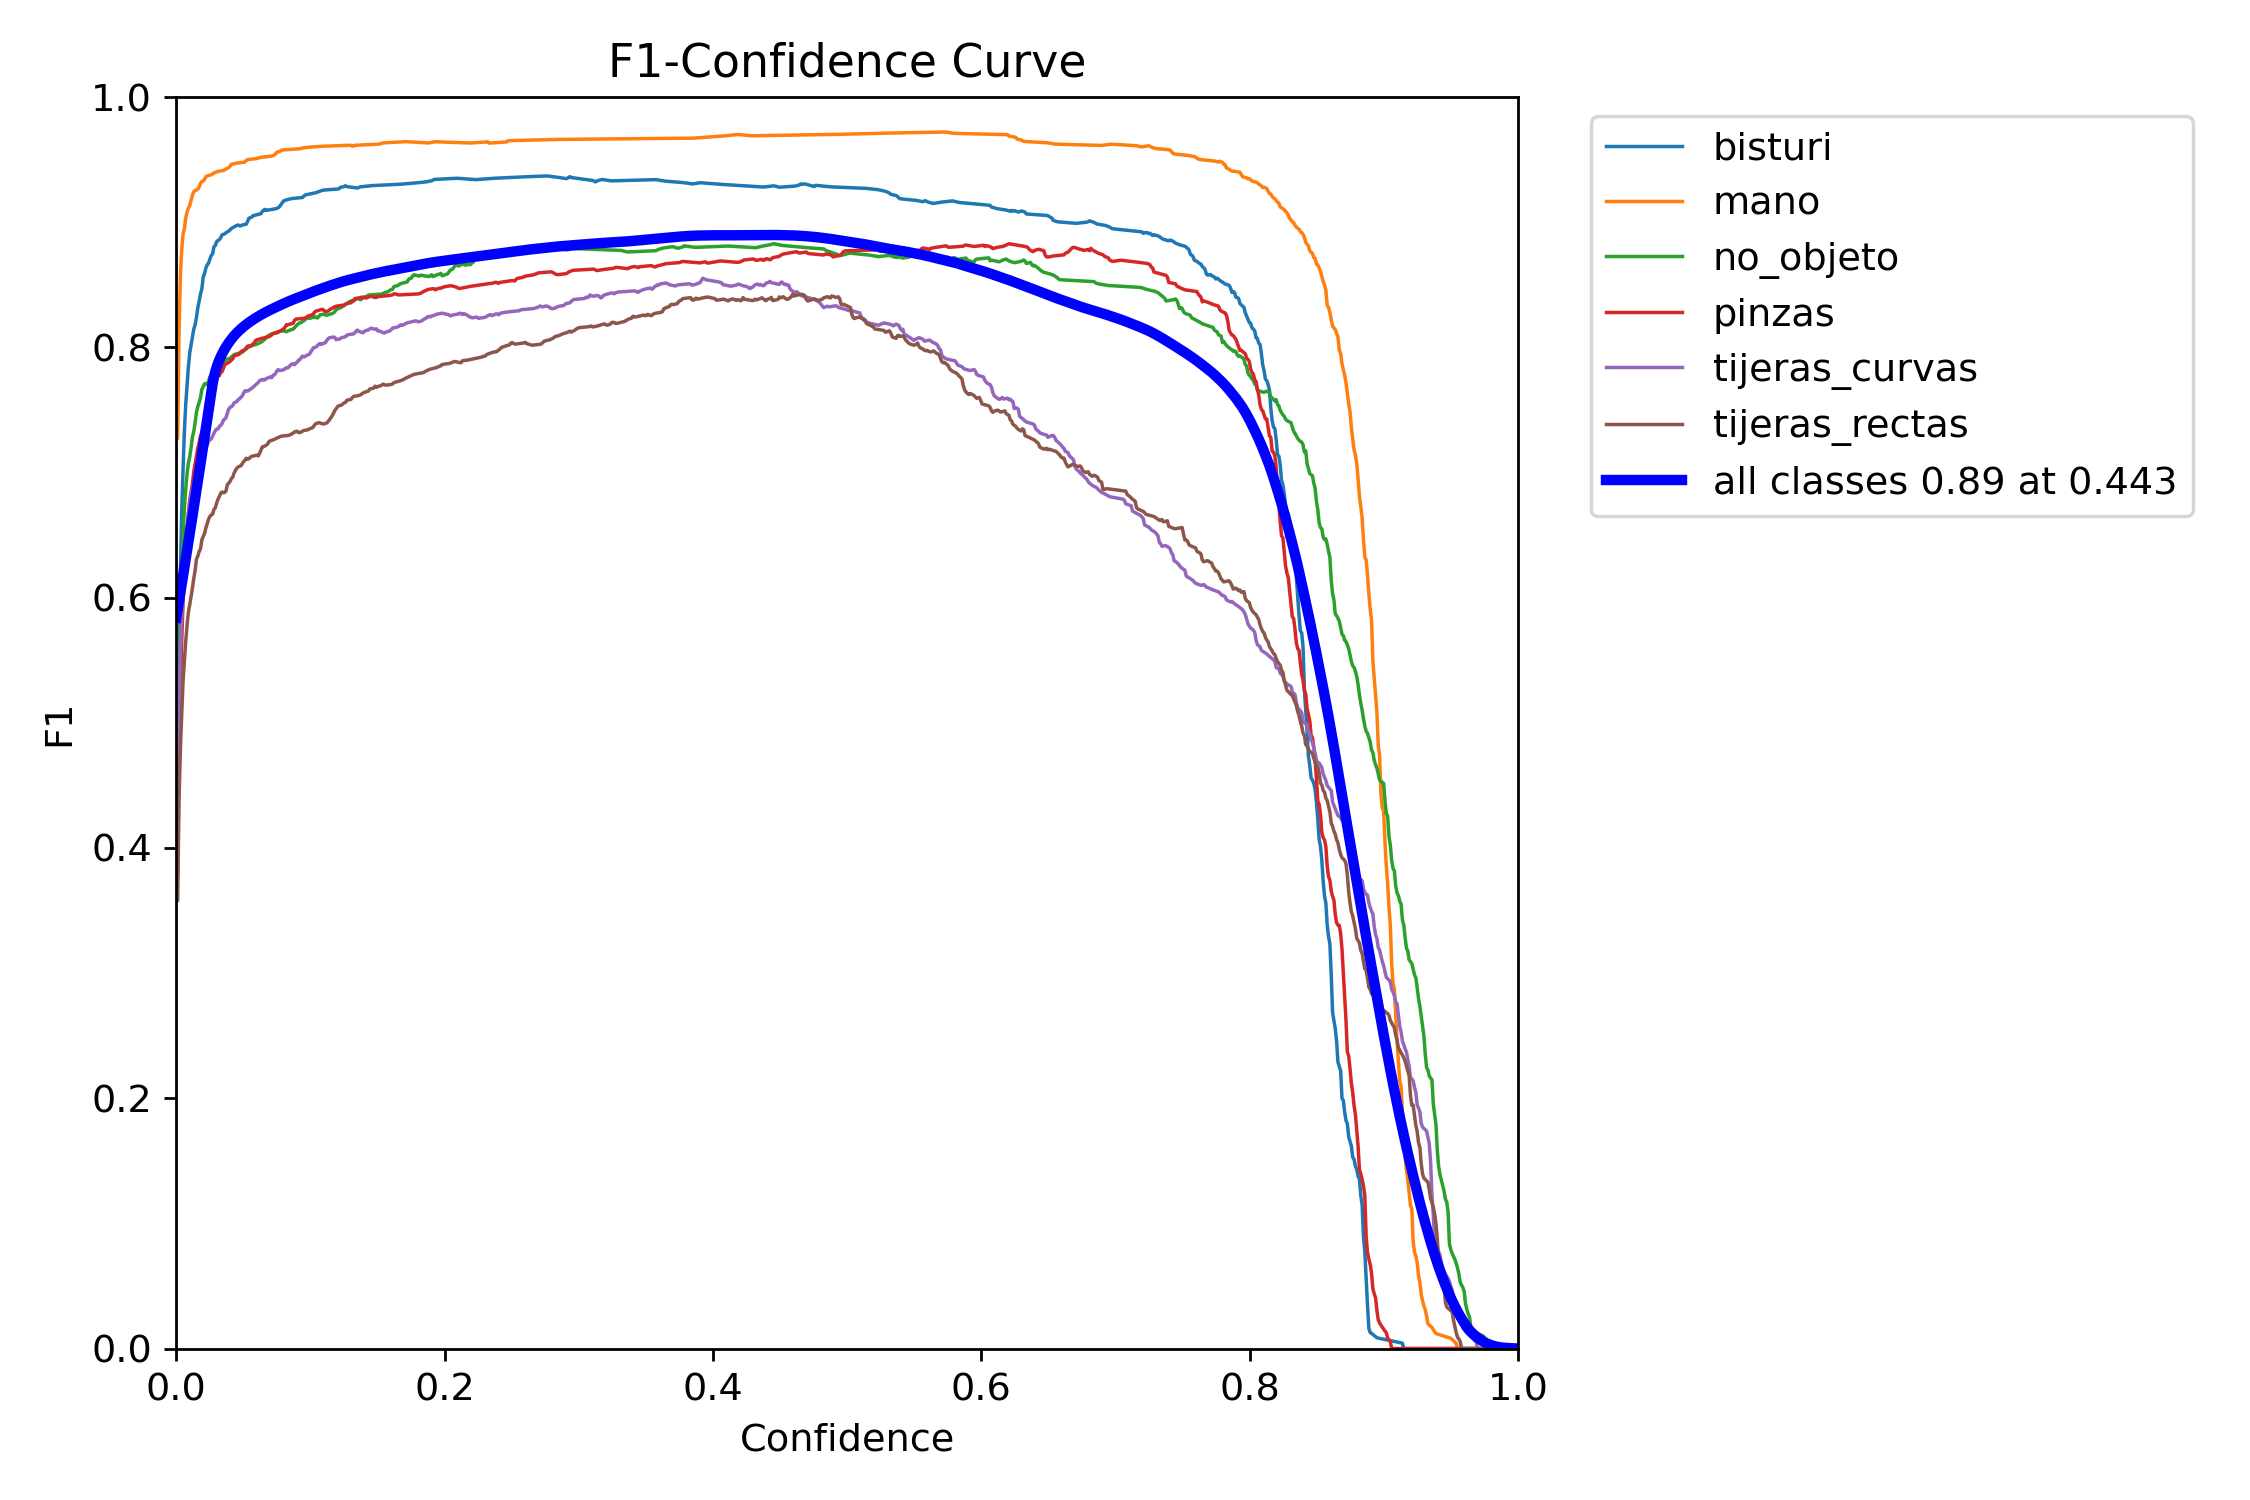 F1-Confidence Curve
1.0
0.8
0.6
0.4
0.2
0.0
F1
0.0 0.2 0.4 0.6 0.8 1.0
Confidence
bisturi
mano
no_objeto
pinzas
tijeras_curvas
tijeras_rectas
all classes 0.89 at 0.443